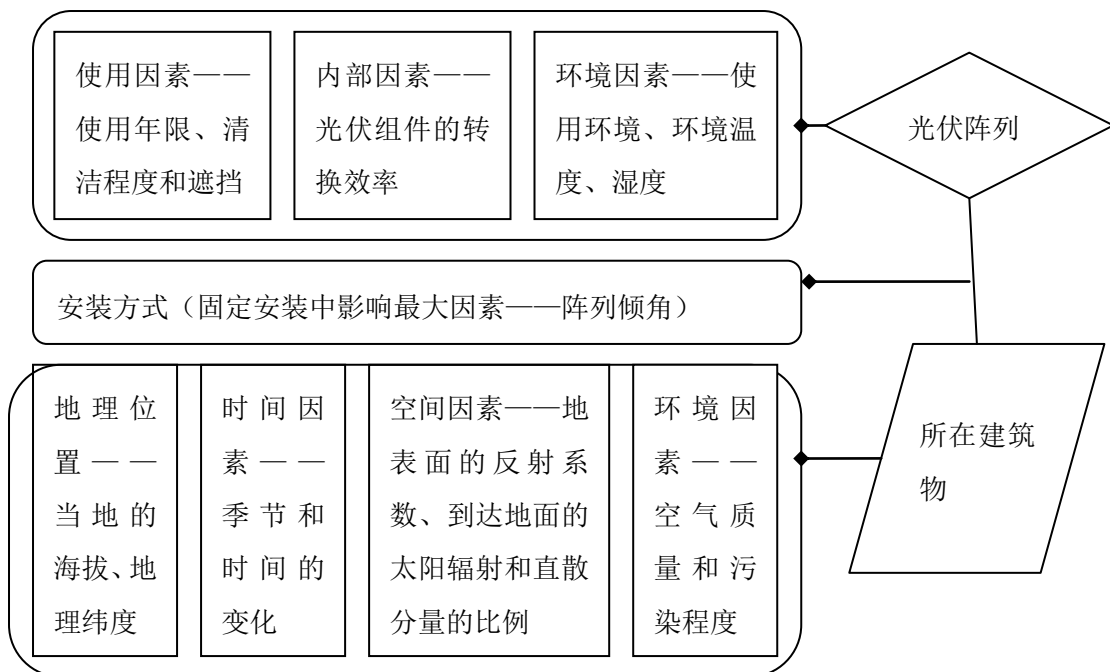 使用因素——
使用年限、清
洁程度和遮挡
内部因素——
光伏组件的转
换效率
环境因素——使
用环境、环境温
度、湿度
光伏阵列
安装方式（固定安装中影响最大因素——阵列倾角）
地理位
置——
当地的
海拔、地
理纬度
时间因
素——
季节和
时间的
变化
空间因素——地
表面的反射系
数、到达地面的
太阳辐射和直散
分量的比例
环境因
素——
空气质
量和污
染程度
所在建筑
物